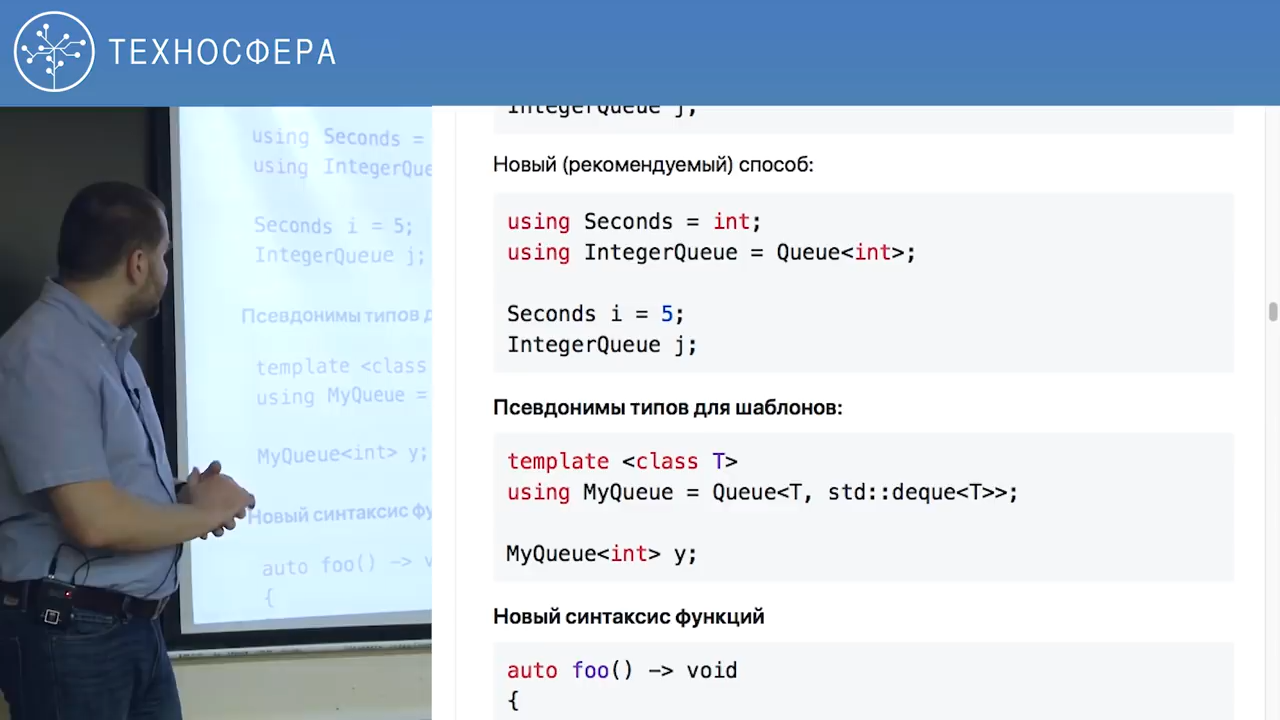 ТЕХНОСФЕРА
using Seconds =
using IntegerQue
Seconds i = 5;
IntegerQueue j;
Псевдонимы типов д
template <class
using MyQueue =
MyQueue<int> y;
Новый синтаксис фу
auto foo() -> v
{
IntegerQueue j;
Новый (рекомендуемый) способ:
using Seconds = int;
using IntegerQueue = Queue<int>;
Seconds i = 5;
IntegerQueue j;
Псевдонимы типов для шаблонов:
template <class T>
using MyQueue = Queue<T, std::deque<T>>;
MyQueue<int> y;
Новый синтаксис функций
auto foo() -> void
{